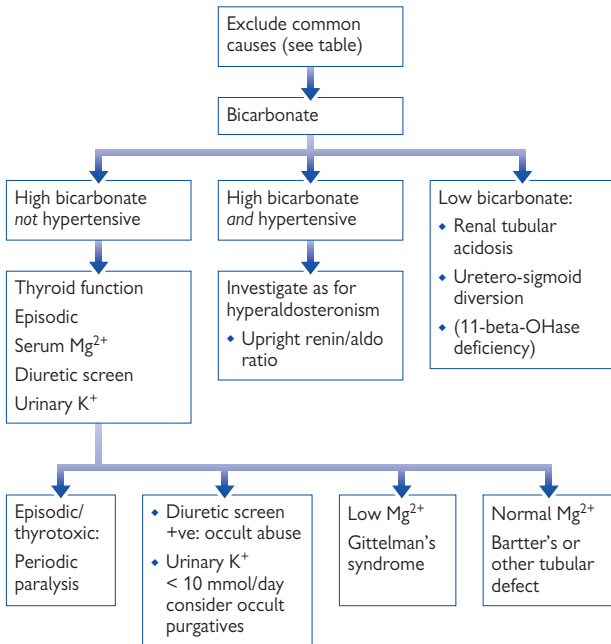 Exclude common
causes (see table)
Bicarbonate
High bicarbonate
not hypertensive
High bicarbonate
and hypertensive
Low bicarbonate:
◆ Renal tubular
acidosis
◆ Uretero-sigmoid
diversion
◆ (11-beta-OHase
deficiency)
Thyroid function
Episodic
Serum Mg²⁺
Diuretic screen
Urinary K⁺
Investigate as for
hyperaldosteronism
◆ Upright renin/aldo
ratio
Episodic/
thyrotoxic:
Periodic
paralysis
◆ Diuretic screen
+ve: occult abuse
◆ Urinary K⁺
< 10 mmol/day
consider occult
purgatives
Low Mg²⁺
Gittelman's
syndrome
Normal Mg²⁺
Bartter's or
other tubular
defect